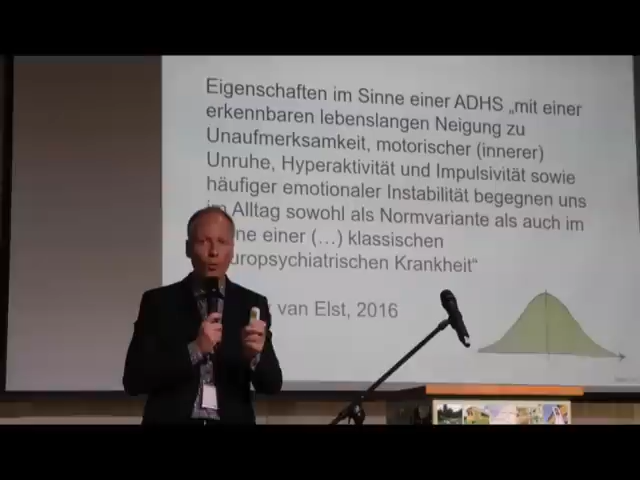 Eigenschaften im Sinne einer ADHS „mit einer
erkennbaren lebenslangen Neigung zu
Unaufmerksamkeit, motorischer (innerer)
Unruhe, Hyperaktivität und Impulsivität sowie
häufiger emotionaler Instabilität begegnen uns
im Alltag sowohl als Normvariante als auch im
einer (…) klassischen
Krankheit“
van Elst, 2016